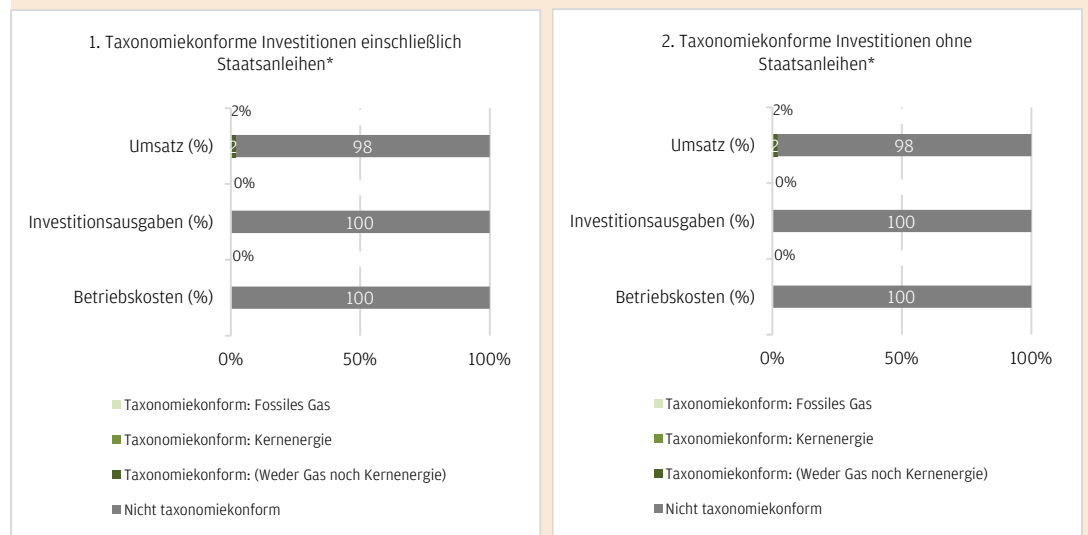 1. Taxonomiekonforme Investitionen einschließlich
Staatsanleihen*
2%
Umsatz (%)
2
98
0%
Investitionsausgaben (%)
100
0%
Betriebskosten (%)
100
0%
50%
100%
Taxonomiekonform: Fossiles Gas
Taxonomiekonform: Kernenergie
Taxonomiekonform: (Weder Gas noch Kernenergie)
Nicht taxonomiekonform
2. Taxonomiekonforme Investitionen ohne
Staatsanleihen*
2%
Umsatz (%)
2
98
0%
Investitionsausgaben (%)
100
0%
Betriebskosten (%)
100
0%
50%
100%
Taxonomiekonform: Fossiles Gas
Taxonomiekonform: Kernenergie
Taxonomiekonform: (Weder Gas noch Kernenergie)
Nicht taxonomiekonform